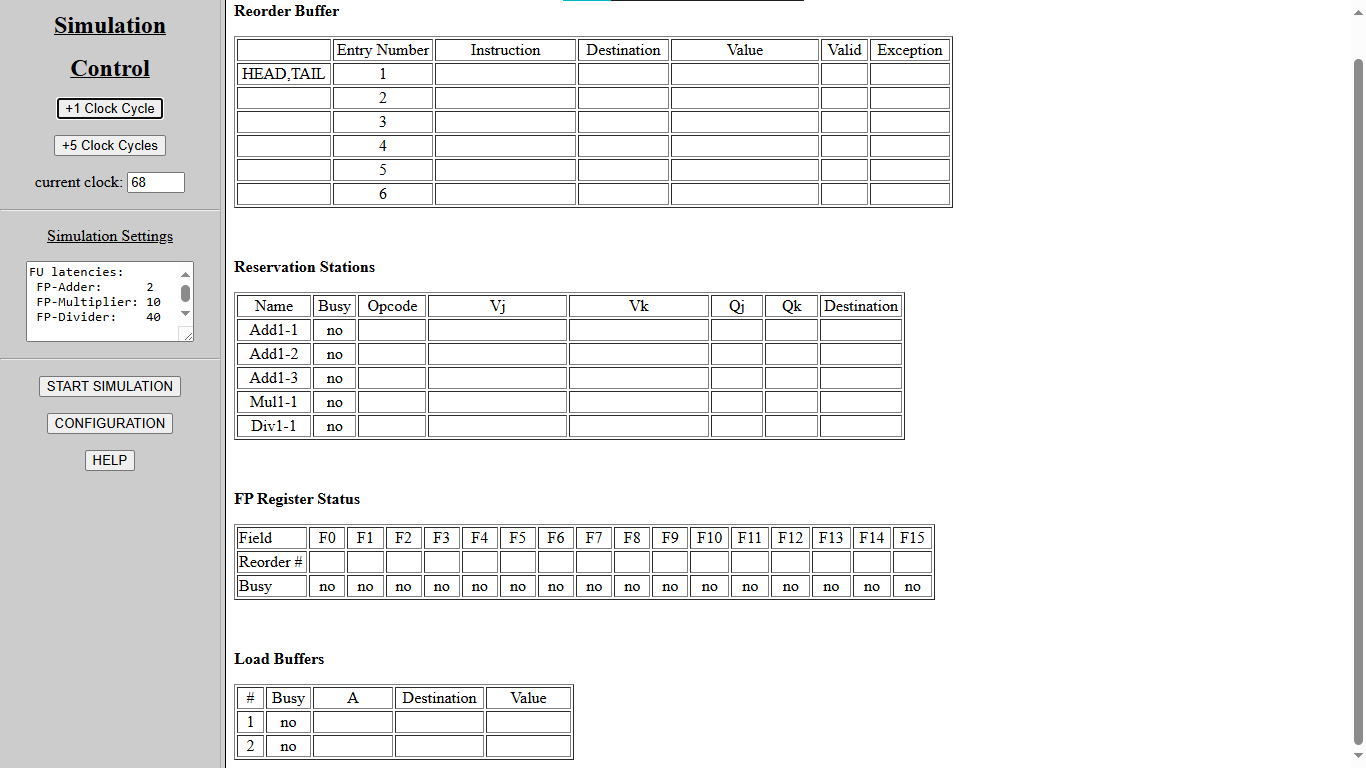 Simulation
Control
+1 Clock Cycle
+5 Clock Cycles
current clock: 68
Simulation Settings
FU latencies:
FP-Adder: 2
FP-Multiplier: 10
FP-Divider: 40
START SIMULATION
CONFIGURATION
HELP
Reorder Buffer
Entry Number Instruction Destination Value Valid Exception
HEAD,TAIL 1
2
3
4
5
6
Reservation Stations
Name Busy Opcode Vj Vk Qj Qk Destination
Add1-1 no
Add1-2 no
Add1-3 no
Mul1-1 no
Div1-1 no
FP Register Status
Field F0 F1 F2 F3 F4 F5 F6 F7 F8 F9 F10 F11 F12 F13 F14 F15
Reorder #
Busy no no no no no no no no no no no no no no no no
Load Buffers
# Busy A Destination Value
1 no
2 no